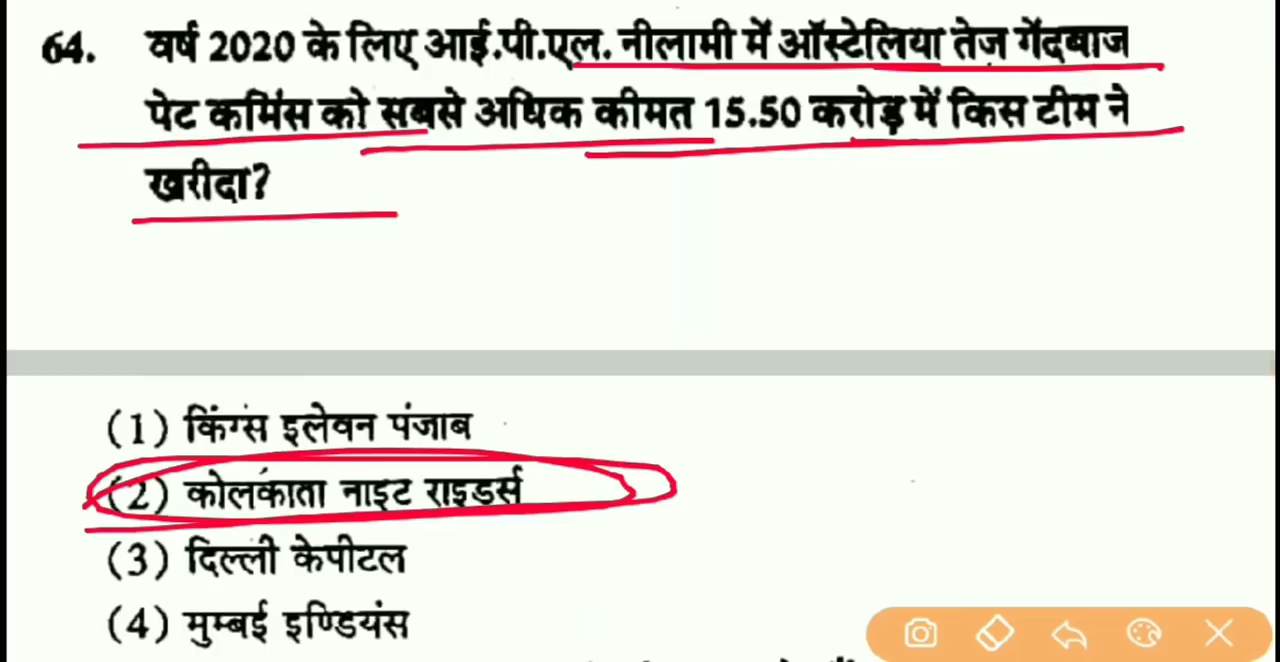 64. वर्ष 2020 के लिए आई.पी.एल. नीलामी में ऑस्टेलिया तेज गेंदबाज
पेट कमिंस को सबसे अधिक कीमत 15.50 करोड़ में किस टीम ने
खरीदा?
(1) किंग्स इलेवन पंजाब
(2) कोलकाता नाइट राइडर्स
(3) दिल्ली केपीटल
(4) मुम्बई इण्डियंस